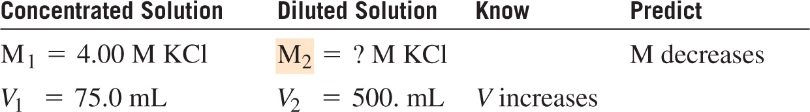 Concentrated Solution Diluted Solution Know Predict
M₁ = 4.00 M KCl M₂ = ? M KCl M decreases
V₁ = 75.0 mL V₂ = 500. mL V increases